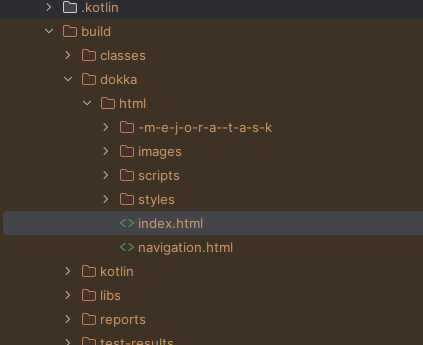 .kotlin
build
classes
dokka
html
-m-e-j-o-r-a--t-a-s-k
images
scripts
styles
index.html
navigation.html
kotlin
libs
reports
test-results